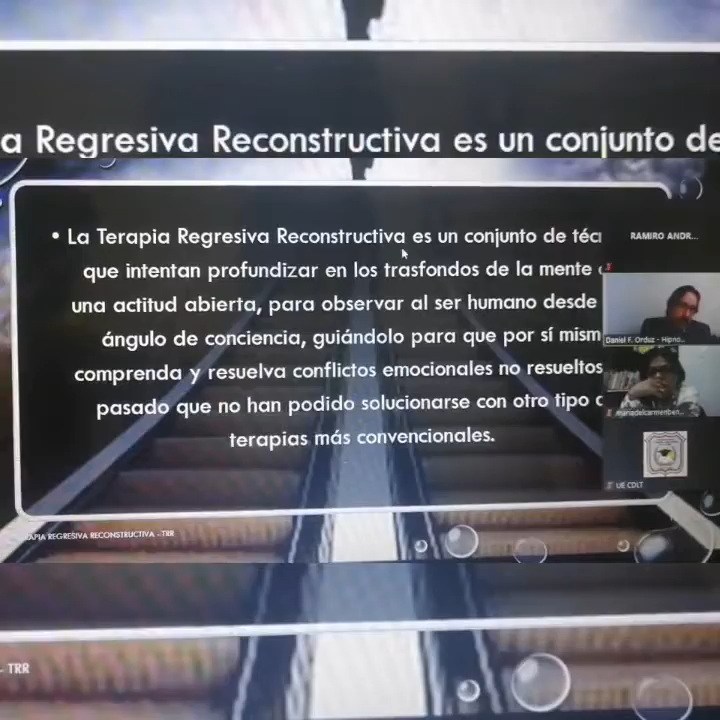 a Regresiva Reconstructiva es un conjunto de
• La Terapia Regresiva Reconstructiva es un conjunto de téc
que intentan profundizar en los trasfondos de la mente
una actitud abierta, para observar al ser humano desde
ángulo de conciencia, guiándolo para que por sí mism
comprenda y resuelva conflictos emocionales no resueltos
pasado que no han podido solucionarse con otro tipo
terapias más convencionales.
RAMIRO ANDR...
Daniel F. Orduz - Hipno...
mariadelcarmenben...
UE CDLT
APIA REGRESIVA RECONSTRUCTIVA - TRR
- TRR